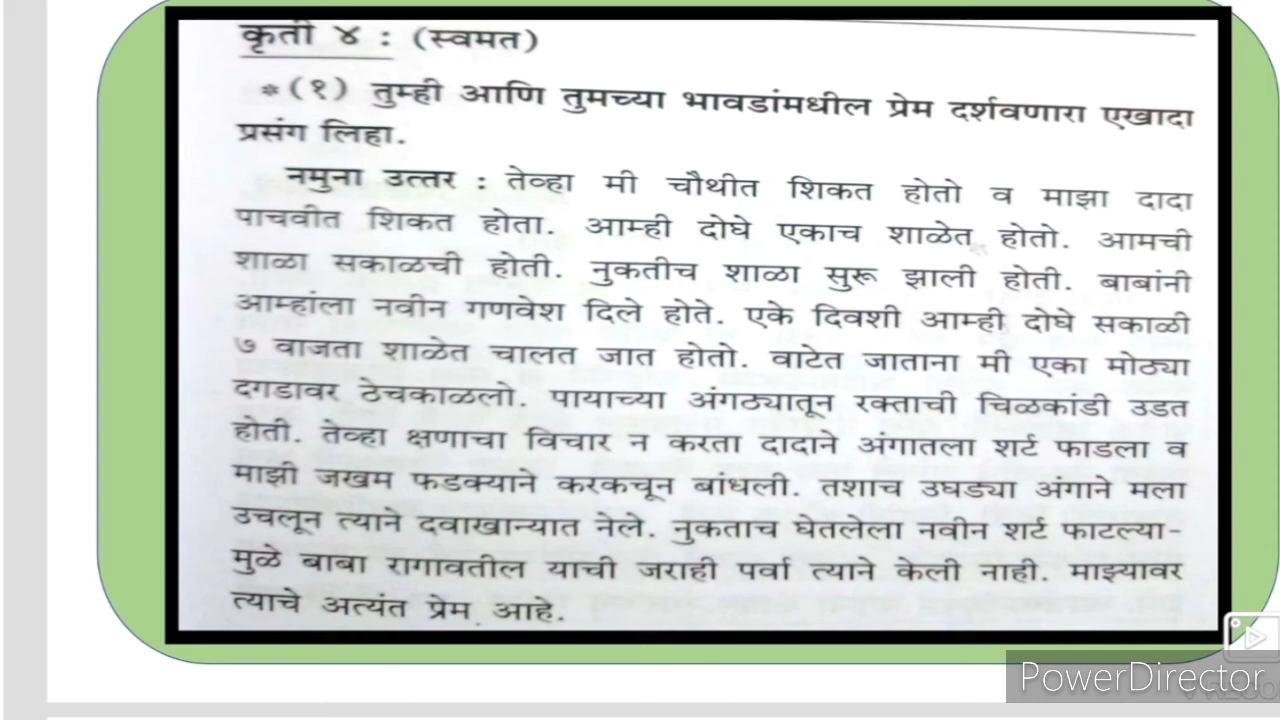 कृती ४ : (स्वमत)
* (१) तुम्ही आणि तुमच्या भावडांमधील प्रेम दर्शवणारा एखादा
प्रसंग लिहा.
नमुना उत्तर : तेव्हा मी चौथीत शिकत होतो व माझा दादा
पाचवीत शिकत होता. आम्ही दोघे एकाच शाळेत होतो. आमची
शाळा सकाळची होती. नुकतीच शाळा सुरू झाली होती. बाबांनी
आम्हांला नवीन गणवेश दिले होते. एके दिवशी आम्ही दोघे सकाळी
७ वाजता शाळेत चालत जात होतो. वाटेत जाताना मी एका मोठ्या
दगडावर ठेचकाळलो. पायाच्या अंगठ्यातून रक्ताची चिळकांडी उडत
होती. तेव्हा क्षणाचा विचार न करता दादाने अंगातला शर्ट फाडला व
माझी जखम फडक्याने करकचून बांधली. तशाच उघड्या अंगाने मला
उचलून त्याने दवाखान्यात नेले. नुकताच घेतलेला नवीन शर्ट फाटल्या-
मुळे बाबा रागावतील याची जराही पर्वा त्याने केली नाही. माझ्यावर
त्याचे अत्यंत प्रेम आहे.
PowerDirector